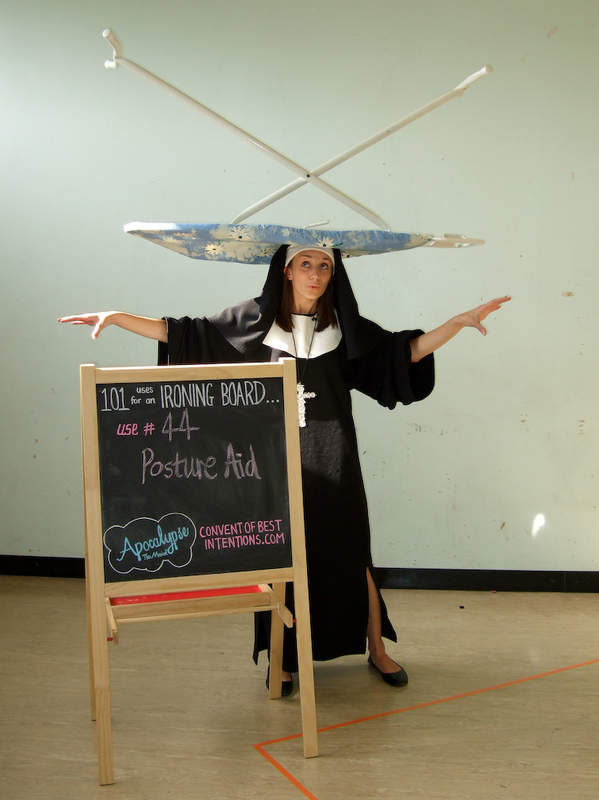 101 uses for an IRONING BOARD...
use # 44
Posture Aid
Apocalypse
The Musical
CONVENT OF BEST
INTENTIONS.COM